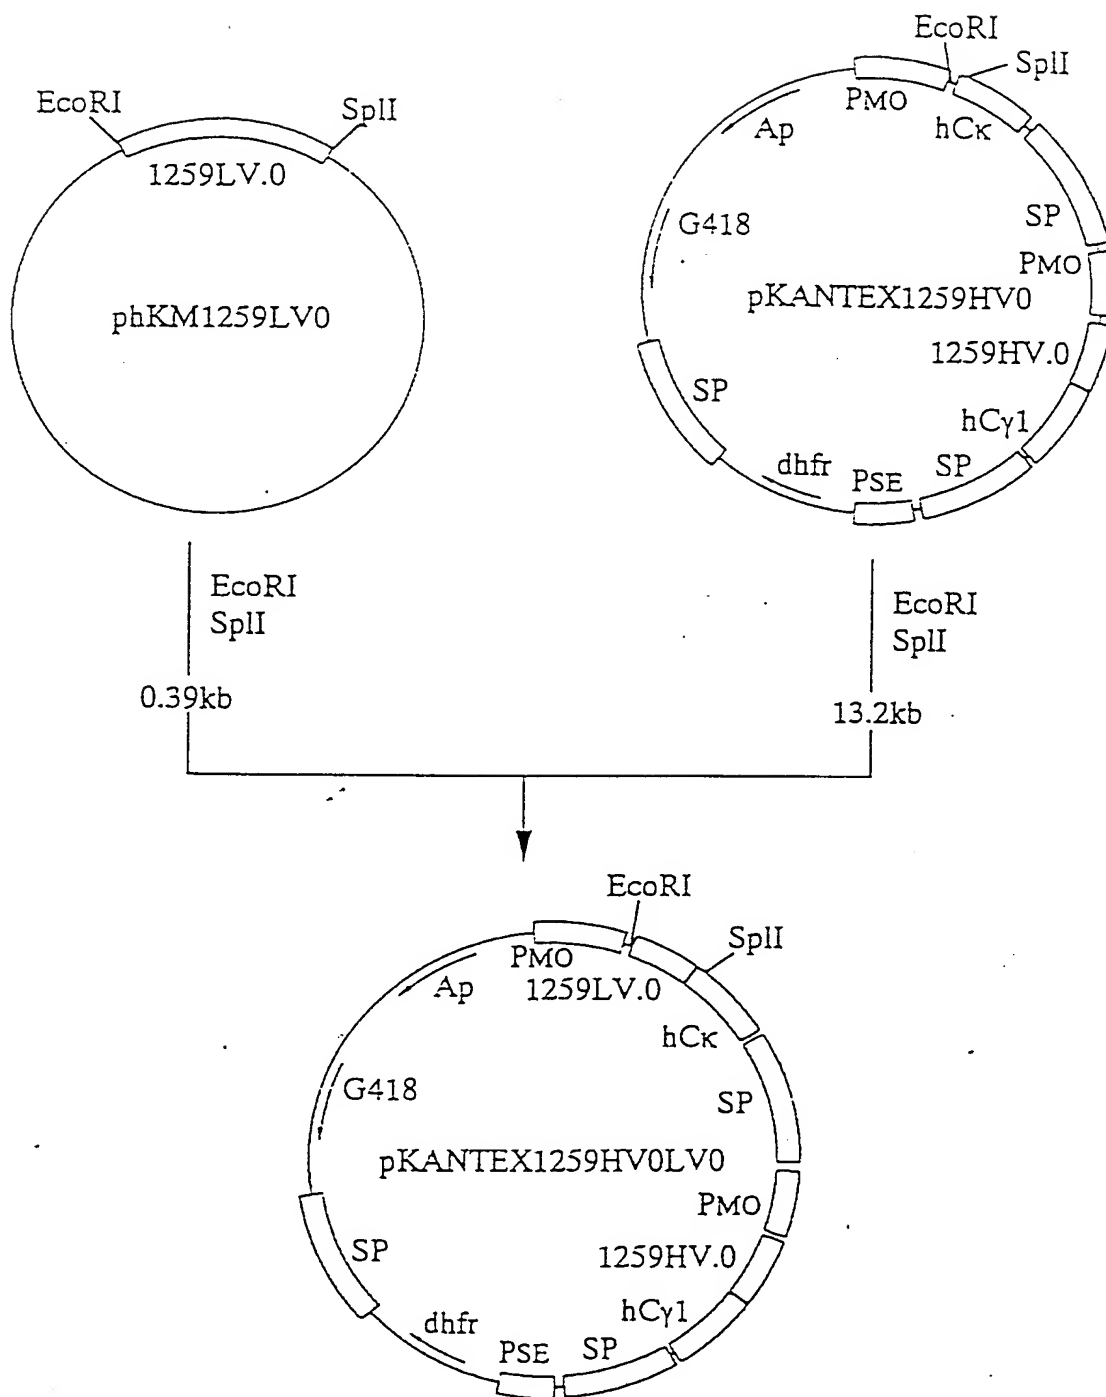 EcoRI
SplI
1259LV.0
phKM1259LV0
EcoRI
SplI
PMO
hCκ
Ap
SP
G418
PMO
pKANTEX1259HV0
1259HV.0
SP
hCγ1
SP
dhfr
PSE
EcoRI
SplI
EcoRI
SplI
0.39kb
13.2kb
EcoRI
SplI
PMO
1259LV.0
Ap
hCκ
G418
SP
pKANTEX1259HV0LV0
PMO
SP
1259HV.0
hCγ1
dhfr
PSE
SP